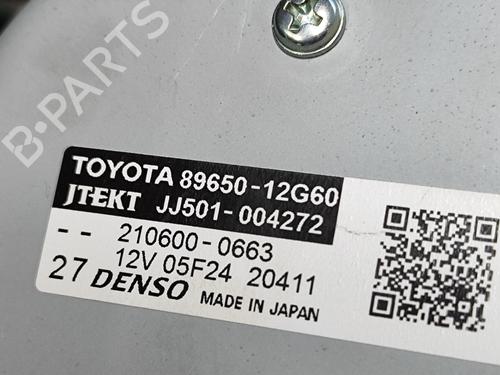 B-PARTS
TOYOTA 89650-12G60
JTEKT JJ501-004272
-- 210600-0663
12V 05F24 20411
27 DENSO MADE IN JAPAN